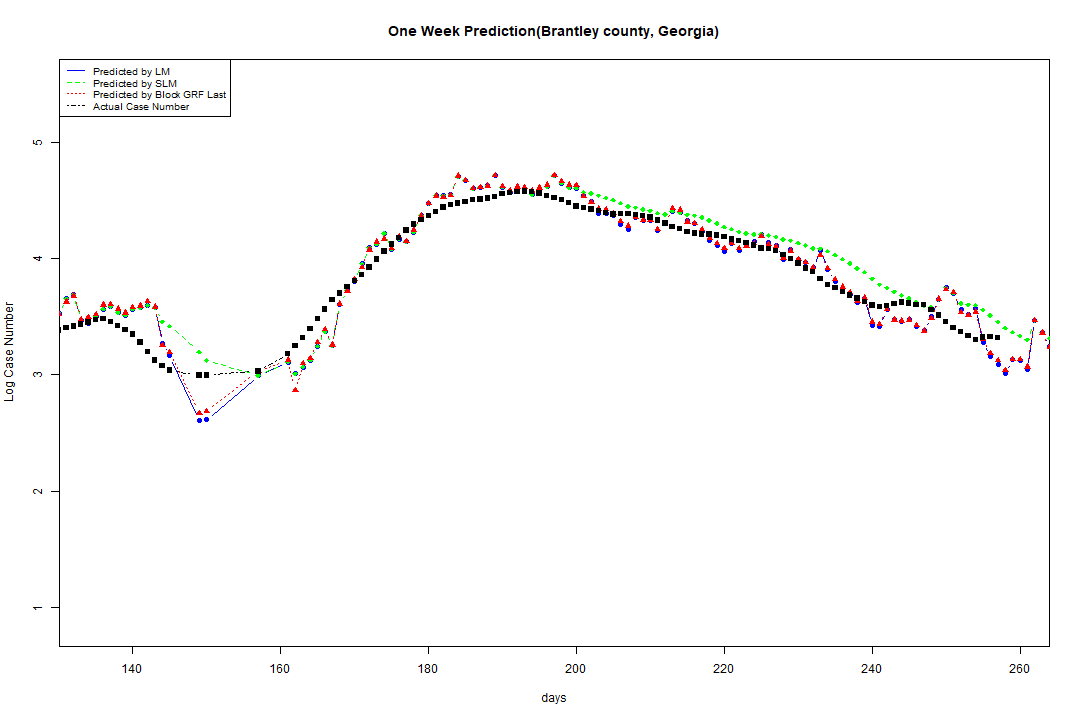 One Week Prediction(Brantley county, Georgia)
Predicted by LM
Predicted by SLM
Predicted by Block GRF Last
Actual Case Number
5
4
3
2
1
Log Case Number
140 160 180 200 220 240 260
days